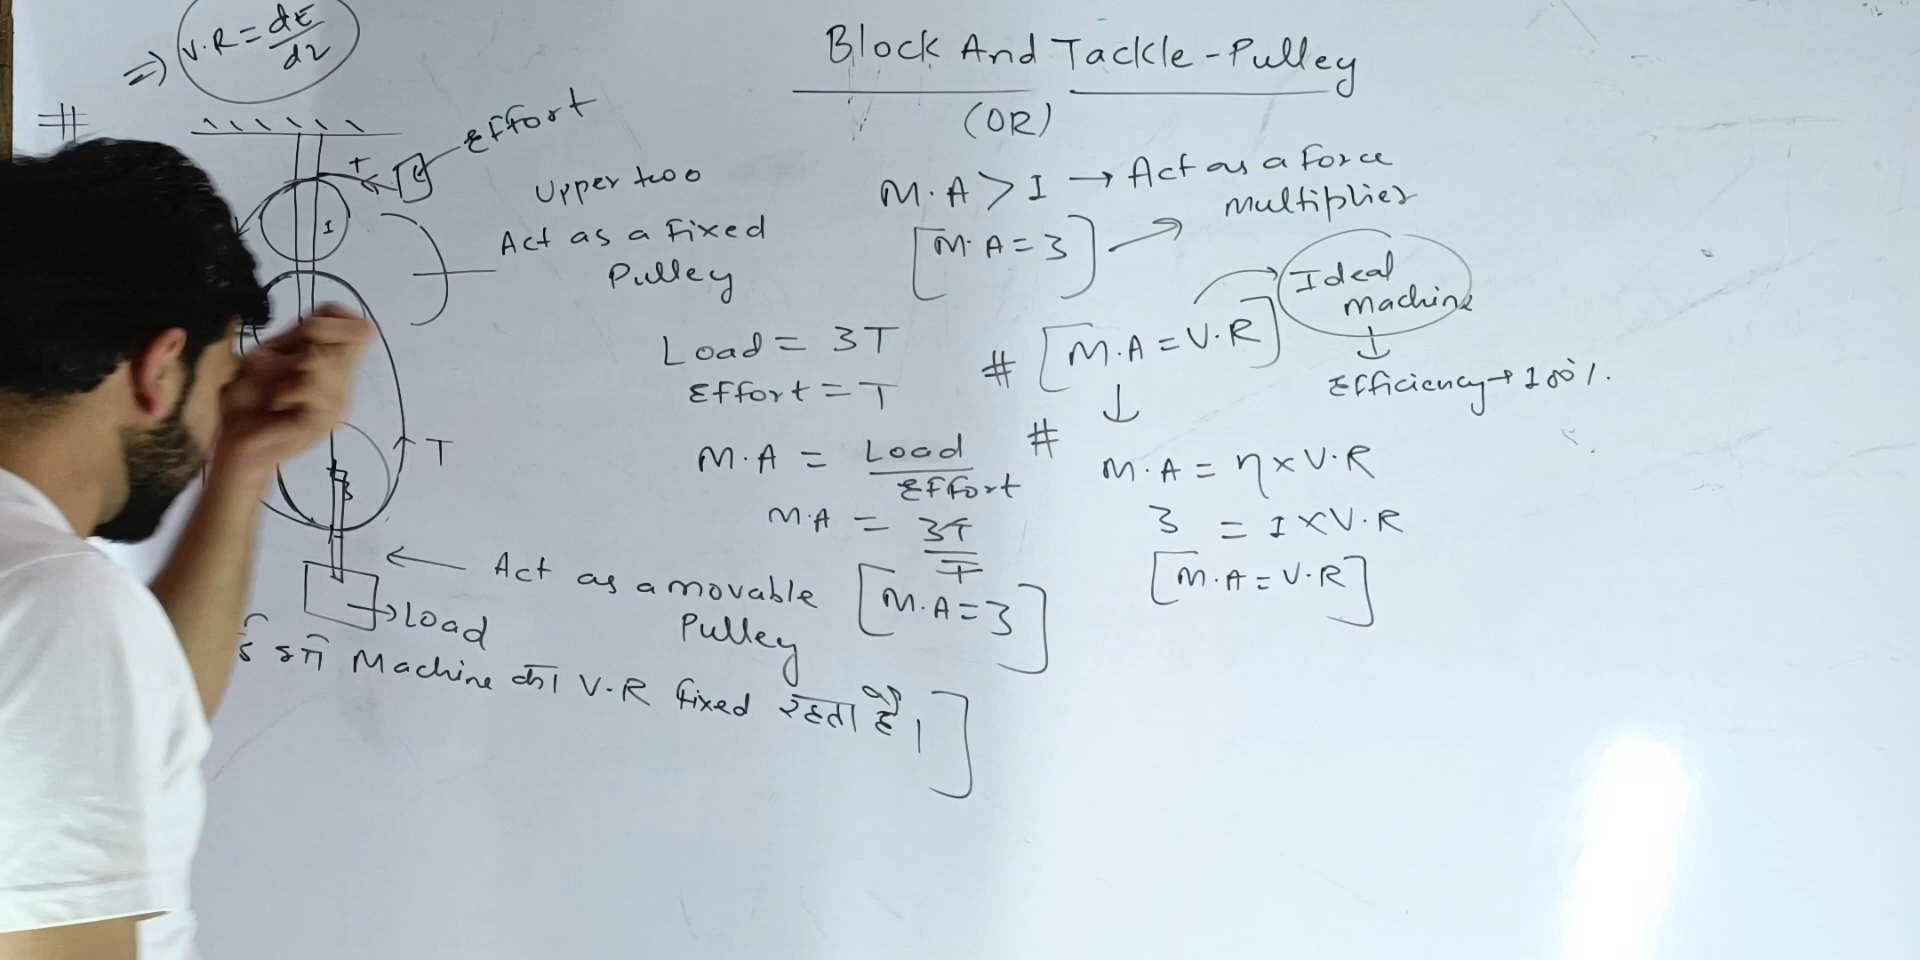 Block And Tackle-Pulley
(OR)
=> V.R = dE/dL
#
Effort
T
E
1
Upper two
Act as a Fixed
Pulley
T
3
Act as a movable
Pulley
Load
Load = 3T
Effort = T
M.A = Load/Effort
M.A = 3T/T
[M.A=3]
M.A > 1 → Act as a Force
multiplier
[M.A=3]
# [M.A = V.R]
Ideal
machine
↓
Efficiency → 100%.
#
M.A = η x V.R
3 = 1 x V.R
[M.A = V.R]
Machine का V.R fixed रहता है।]